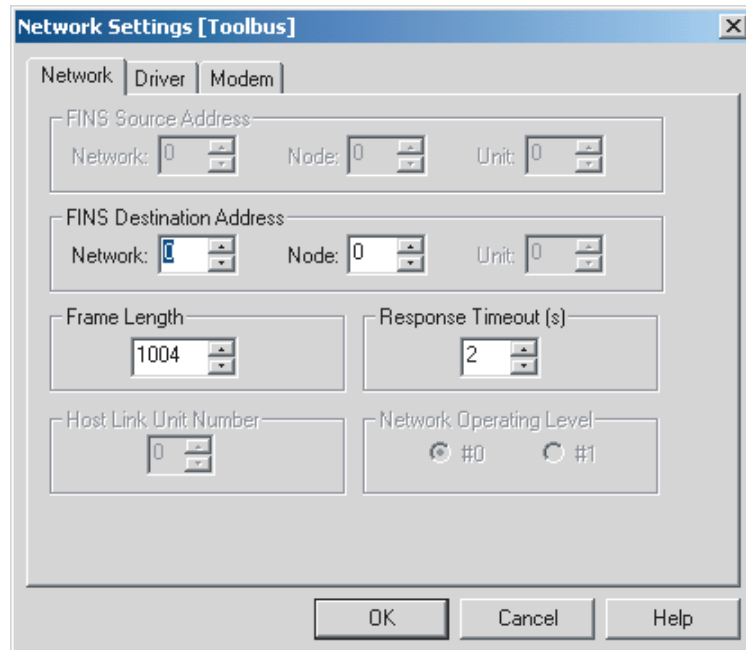 Network Settings [Toolbus]
Network Driver Modem
FINS Source Address
Network: 0 Node: 0 Unit: 0
FINS Destination Address
Network: 0 Node: 0 Unit: 0
Frame Length Response Timeout (s)
1004 2
Host Link Unit Number Network Operating Level
0 #0 #1
OK Cancel Help